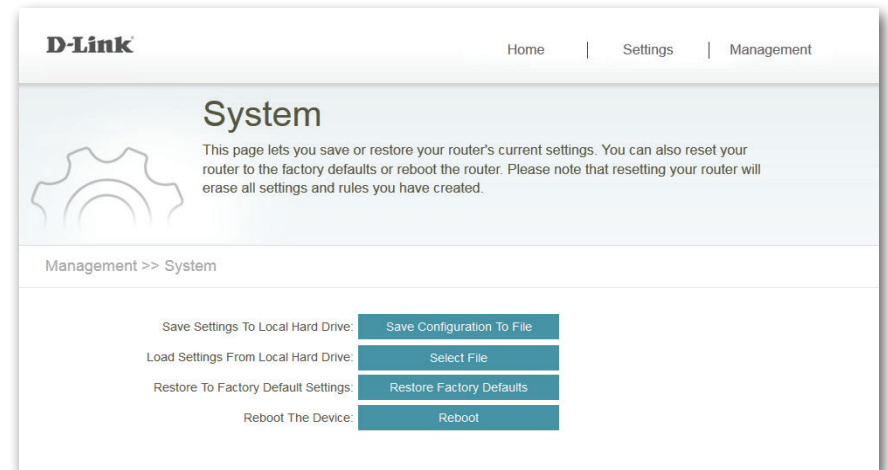 D-Link
Home | Settings | Management
System
This page lets you save or restore your router's current settings. You can also reset your
router to the factory defaults or reboot the router. Please note that resetting your router will
erase all settings and rules you have created.
Management >> System
Save Settings To Local Hard Drive: Save Configuration To File
Load Settings From Local Hard Drive: Select File
Restore To Factory Default Settings: Restore Factory Defaults
Reboot The Device: Reboot